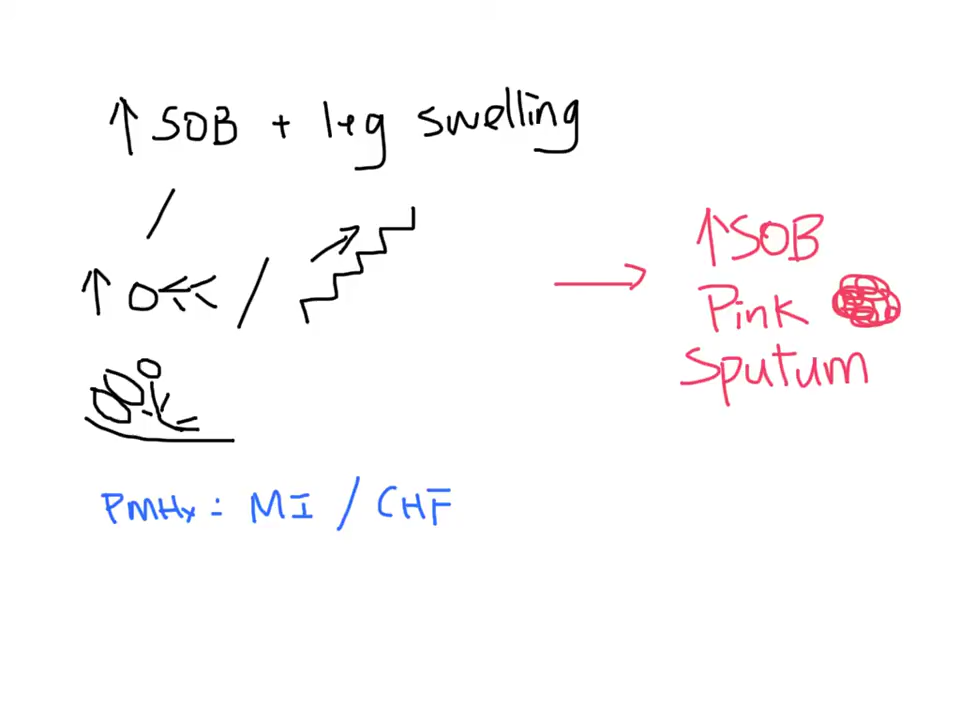 ↑ SOB + leg swelling
↑
↑ SOB
Pink
Sputum
PMHx = MI / CHF